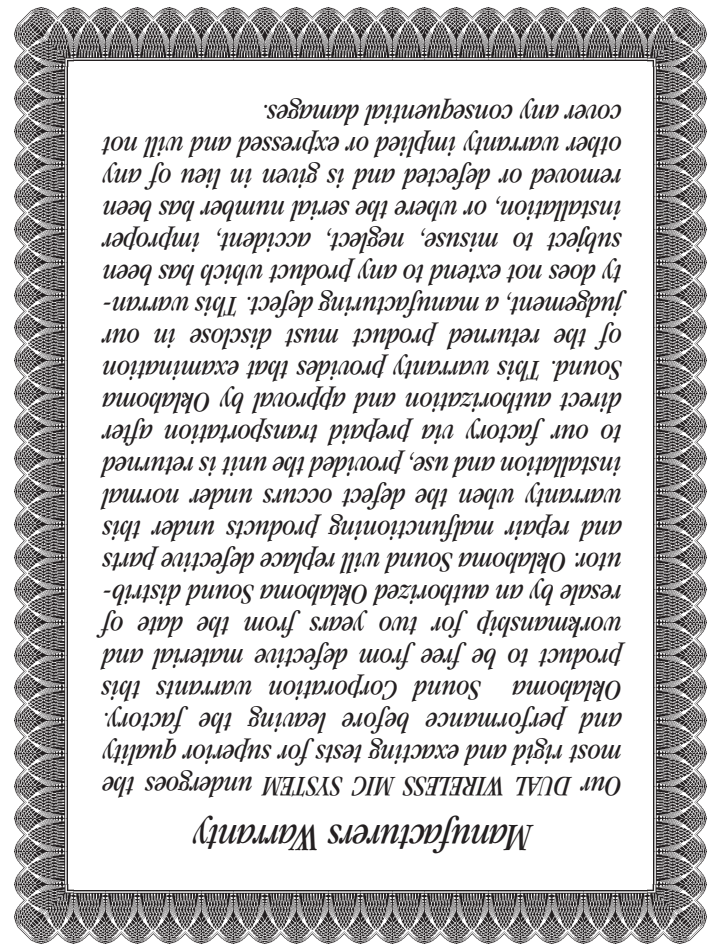 Manufacturers Warranty
Our DUAL WIRELESS MIC SYSTEM undergoes the
most rigid and exacting tests for superior quality
and performance before leaving the factory.
Oklahoma Sound Corporation warrants this
product to be free from defective material and
workmanship for two years from the date of
resale by an authorized Oklahoma Sound distrib-
utor. Oklahoma Sound will replace defective parts
and repair malfunctioning products under this
warranty when the defect occurs under normal
installation and use, provided the unit is returned
to our factory via prepaid transportation after
direct authorization and approval by Oklahoma
Sound. This warranty provides that examination
of the returned product must disclose in our
judgement, a manufacturing defect. This warran-
ty does not extend to any product which has been
subject to misuse, neglect, accident, improper
installation, or where the serial number has been
removed or defected and is given in lieu of any
other warranty implied or expressed and will not
cover any consequential damages.